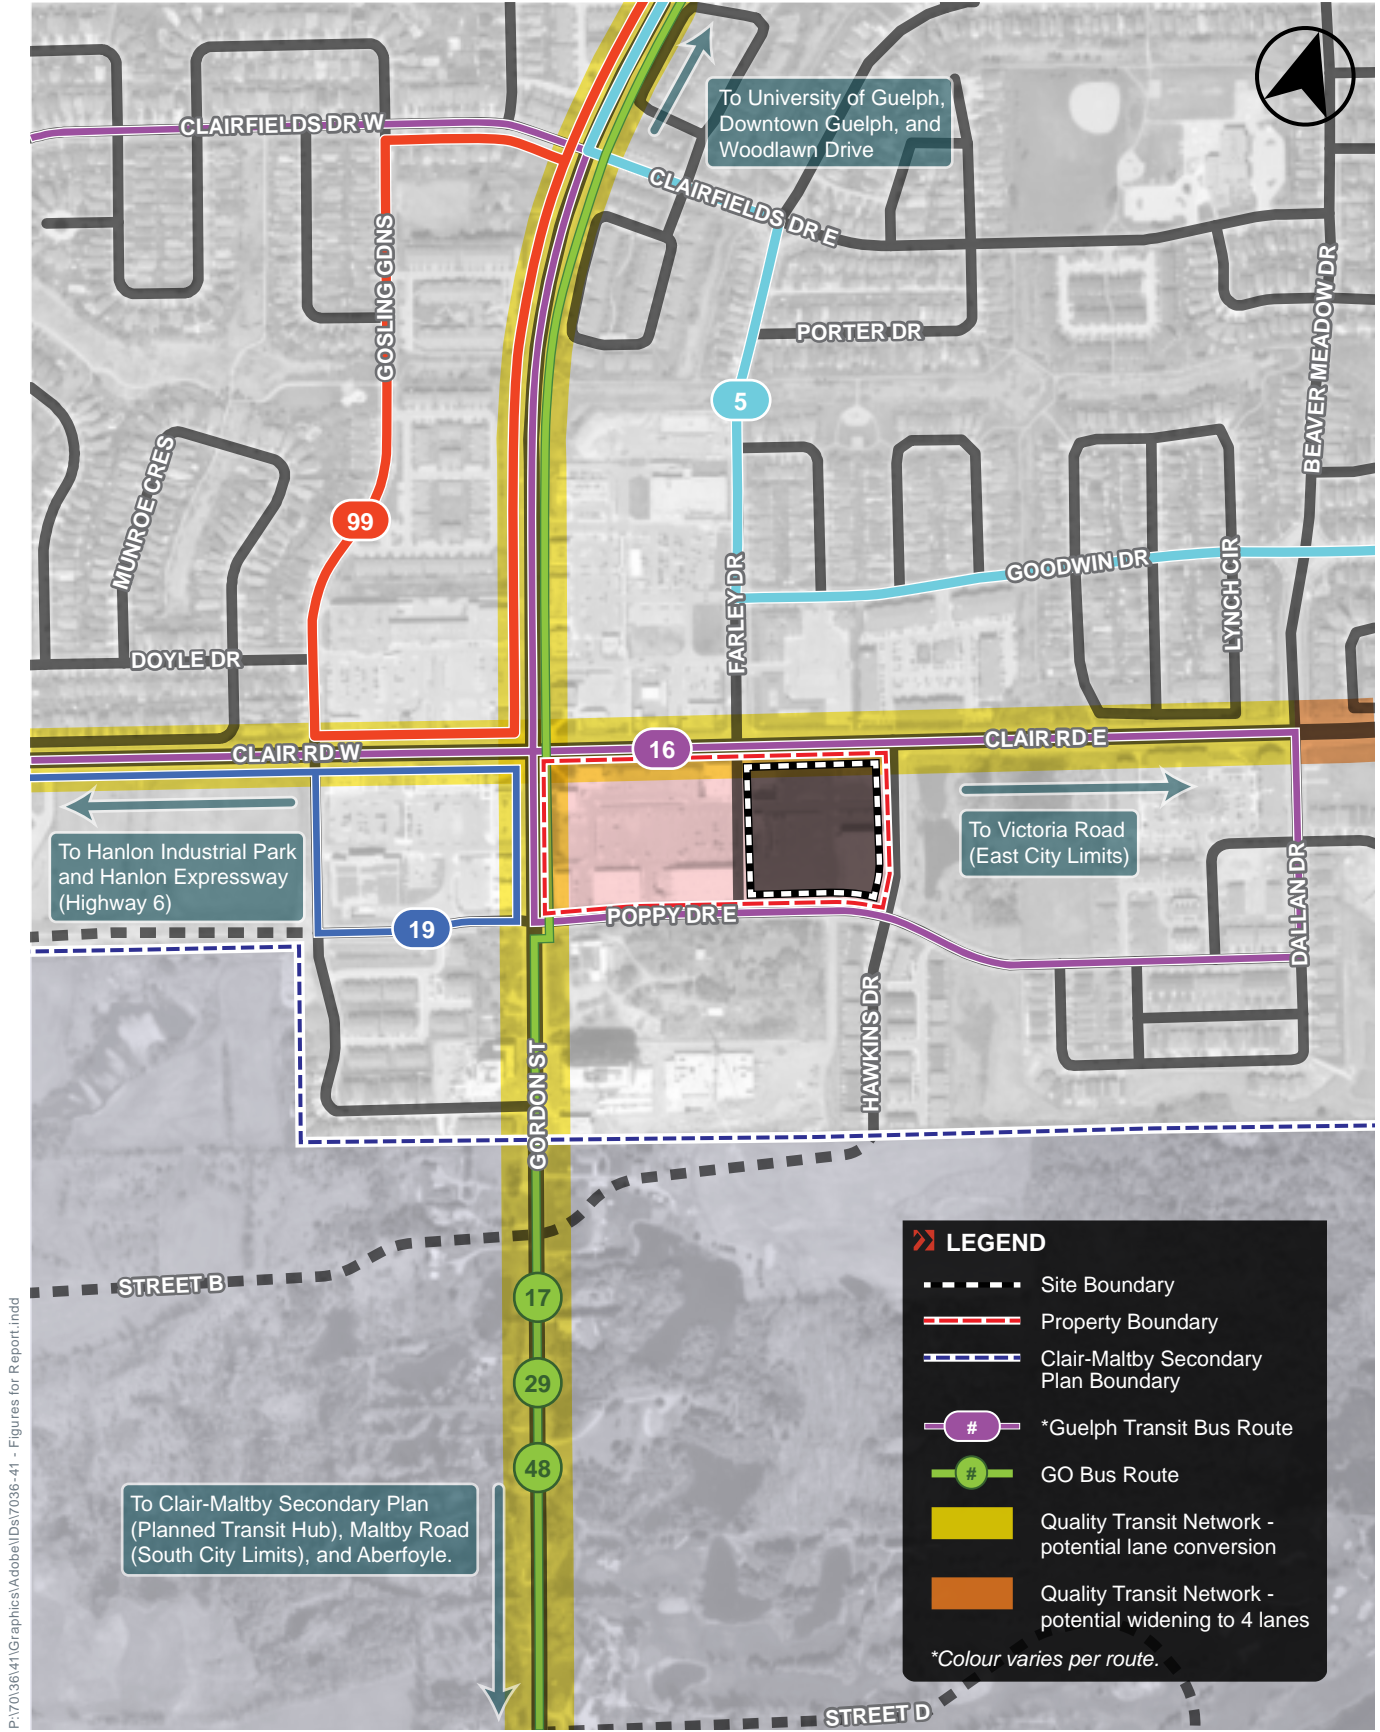 To University of Guelph,
Downtown Guelph, and
Woodlawn Drive
CLAIRFIELDS DR W
CLAIRFIELDS DR E
GOSLING GDNS
PORTER DR
BEAVER MEADOW DR
5
MUNROE CRES
99
GOODWIN DR
LYNCH CIR
FARLEY DR
DOYLE DR
CLAIR RD W
16
CLAIR RD E
To Hanlon Industrial Park
and Hanlon Expressway
(Highway 6)
To Victoria Road
(East City Limits)
DALLAN DR
19
POPPY DR E
HAWKINS DR
GORDON ST
STREET B
17
29
48
To Clair-Maltby Secondary Plan
(Planned Transit Hub), Maltby Road
(South City Limits), and Aberfoyle.
LEGEND
Site Boundary
Property Boundary
Clair-Maltby Secondary
Plan Boundary
# *Guelph Transit Bus Route
# GO Bus Route
Quality Transit Network -
potential lane conversion
Quality Transit Network -
potential widening to 4 lanes
*Colour varies per route.
STREET D
P:\70\36\41\Graphics\Adobe\IDs\7036-41 - Figures for Report.indd